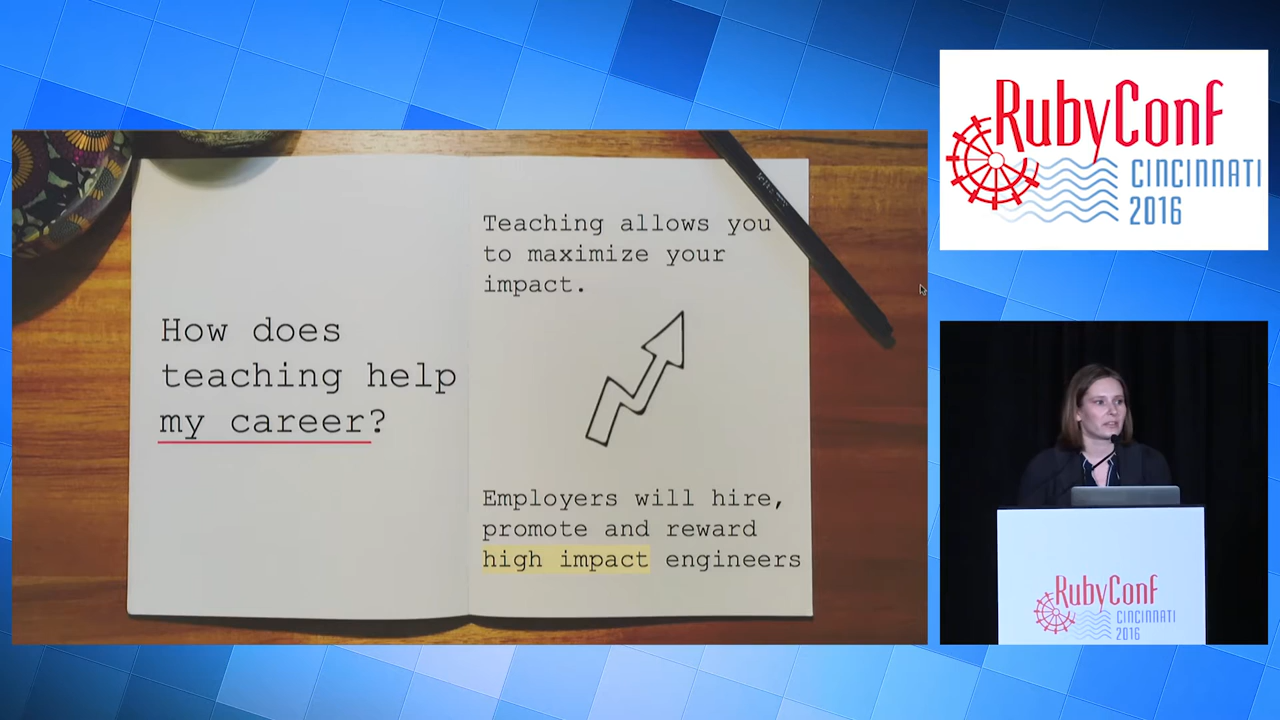 How does
teaching help
my career?
Teaching allows you
to maximize your
impact.
Employers will hire,
promote and reward
high impact engineers
RubyConf
CINCINNATI
2016
RubyConf
CINCINNATI
2016